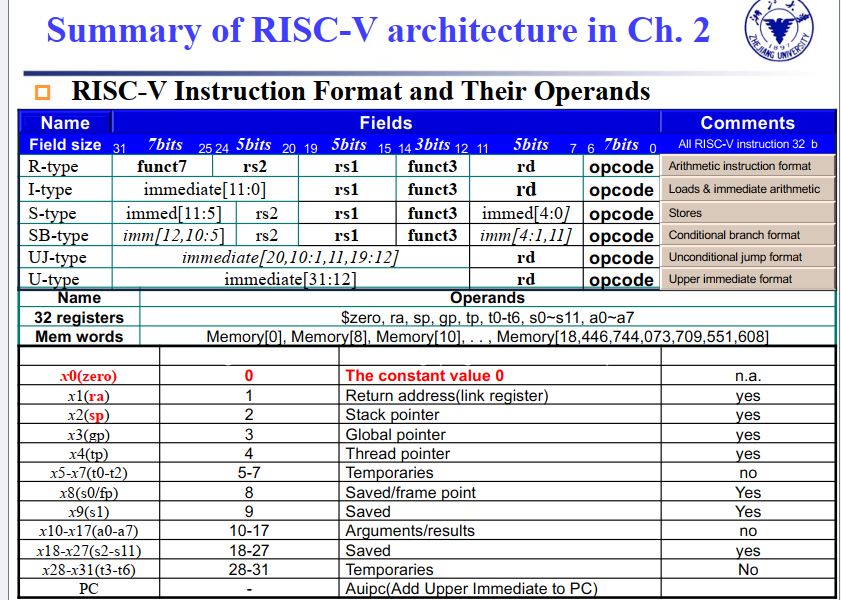 Summary of RISC-V architecture in Ch. 2
ZHEJIANG UNIVERSITY
1897
RISC-V Instruction Format and Their Operands
Name Fields Comments
Field size 31 7bits 25 24 5bits 20 19 5bits 15 14 3bits 12 11 5bits 7 6 7bits 0 All RISC-V instruction 32 b
R-type funct7 rs2 rs1 funct3 rd opcode Arithmetic instruction format
I-type immediate[11:0] rs1 funct3 rd opcode Loads & immediate arithmetic
S-type immed[11:5] rs2 rs1 funct3 immed[4:0] opcode Stores
SB-type imm[12,10:5] rs2 rs1 funct3 imm[4:1,11] opcode Conditional branch format
UJ-type immediate[20,10:1,11,19:12] rd opcode Unconditional jump format
U-type immediate[31:12] rd opcode Upper immediate format
Name Operands
32 registers $zero, ra, sp, gp, tp, t0-t6, s0~s11, a0~a7
Mem words Memory[0], Memory[8], Memory[10], . . , Memory[18,446,744,073,709,551,608]
x0(zero) 0 The constant value 0 n.a.
x1(ra) 1 Return address(link register) yes
x2(sp) 2 Stack pointer yes
x3(gp) 3 Global pointer yes
x4(tp) 4 Thread pointer yes
x5-x7(t0-t2) 5-7 Temporaries no
x8(s0/fp) 8 Saved/frame point Yes
x9(s1) 9 Saved Yes
x10-x17(a0-a7) 10-17 Arguments/results no
x18-x27(s2-s11) 18-27 Saved yes
x28-x31(t3-t6) 28-31 Temporaries No
PC - Auipc(Add Upper Immediate to PC)